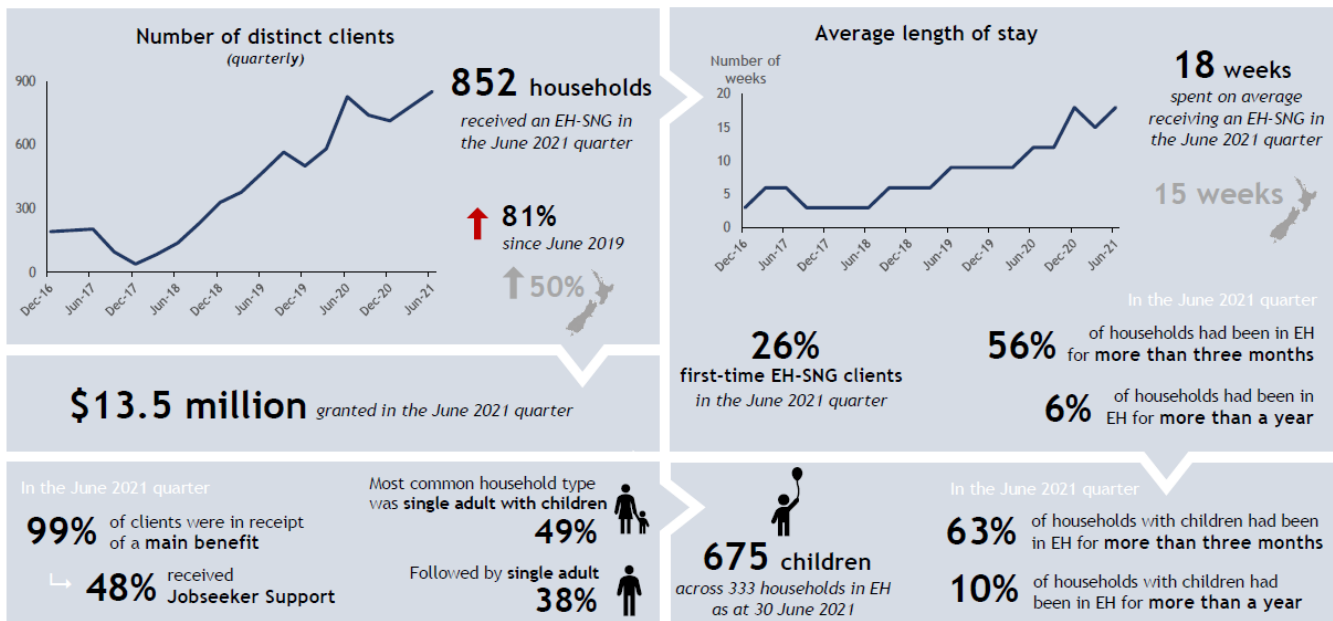 Number of distinct clients
(quarterly)
900
600
300
0
Dec-16
Jun-17
Dec-17
Jun-18
Dec-18
Jun-19
Dec-19
Jun-20
Dec-20
Jun-21
852 households
received an EH-SNG in
the June 2021 quarter
81%
since June 2019
50%
Average length of stay
Number of
weeks
20
15
10
5
0
Dec-16
Jun-17
Dec-17
Jun-18
Dec-18
Jun-19
Dec-19
Jun-20
Dec-20
Jun-21
18 weeks
spent on average
receiving an EH-SNG in
the June 2021 quarter
15 weeks
26%
first-time EH-SNG clients
in the June 2021 quarter
In the June 2021 quarter
56% of households had been in EH
for more than three months
6% of households had been in
EH for more than a year
$13.5 million granted in the June 2021 quarter
In the June 2021 quarter
99% of clients were in receipt
of a main benefit
48% received
Jobseeker Support
Most common household type
was single adult with children
49%
Followed by single adult
38%
675 children
across 333 households in EH
as at 30 June 2021
In the June 2021 quarter
63% of households with children had been
in EH for more than three months
10% of households with children had
been in EH for more than a year